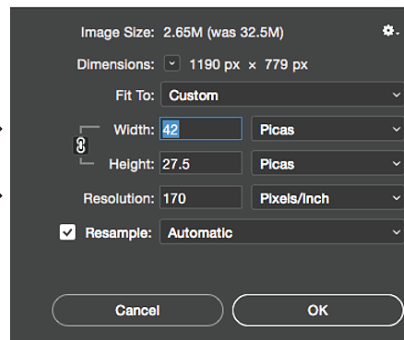 Image Size: 2.65M (was 32.5M)
Dimensions: 1190 px × 779 px
Fit To: Custom
Width: 42 Picas
Height: 27.5 Picas
Resolution: 170 Pixels/Inch
Resample: Automatic
Cancel OK